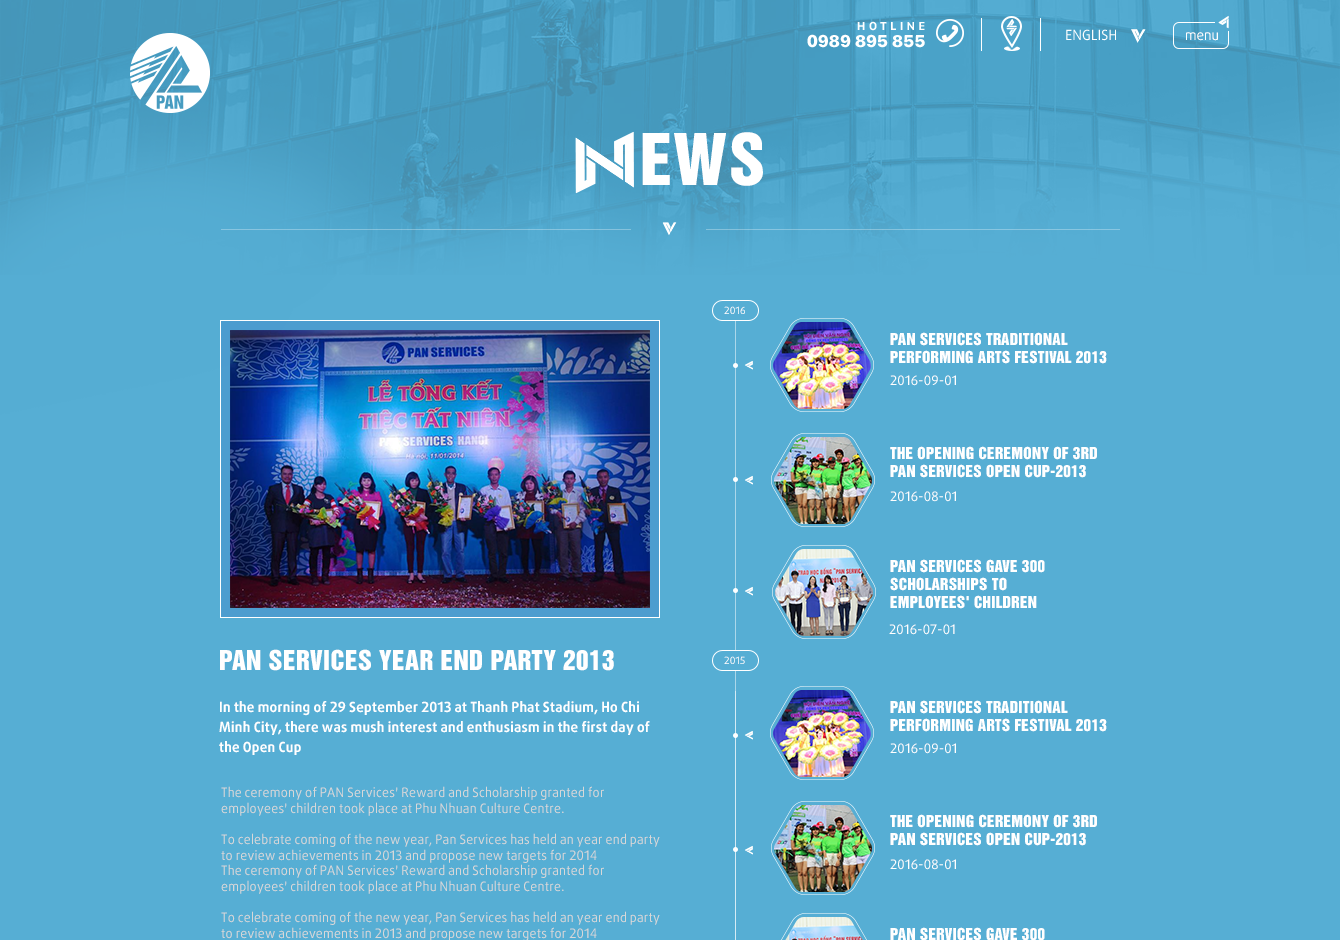 PAN
HOTLINE
0989 895 855
ENGLISH
menu
NEWS
PAN SERVICES
LỄ TỔNG KẾT
TIỆC TẤT NIÊN
PAN SERVICES HANOI
Hà nội, 11/01/2014
PAN SERVICES YEAR END PARTY 2013
In the morning of 29 September 2013 at Thanh Phat Stadium, Ho Chi
Minh City, there was mush interest and enthusiasm in the first day of
the Open Cup
The ceremony of PAN Services' Reward and Scholarship granted for
employees' children took place at Phu Nhuan Culture Centre.
To celebrate coming of the new year, Pan Services has held an year end party
to review achievements in 2013 and propose new targets for 2014
The ceremony of PAN Services' Reward and Scholarship granted for
employees' children took place at Phu Nhuan Culture Centre.
To celebrate coming of the new year, Pan Services has held an year end party
to review achievements in 2013 and propose new targets for 2014
2016
PAN SERVICES TRADITIONAL
PERFORMING ARTS FESTIVAL 2013
2016-09-01
THE OPENING CEREMONY OF 3RD
PAN SERVICES OPEN CUP-2013
2016-08-01
PAN SERVICES GAVE 300
SCHOLARSHIPS TO
EMPLOYEES' CHILDREN
2016-07-01
2015
PAN SERVICES TRADITIONAL
PERFORMING ARTS FESTIVAL 2013
2016-09-01
THE OPENING CEREMONY OF 3RD
PAN SERVICES OPEN CUP-2013
2016-08-01
PAN SERVICES GAVE 300